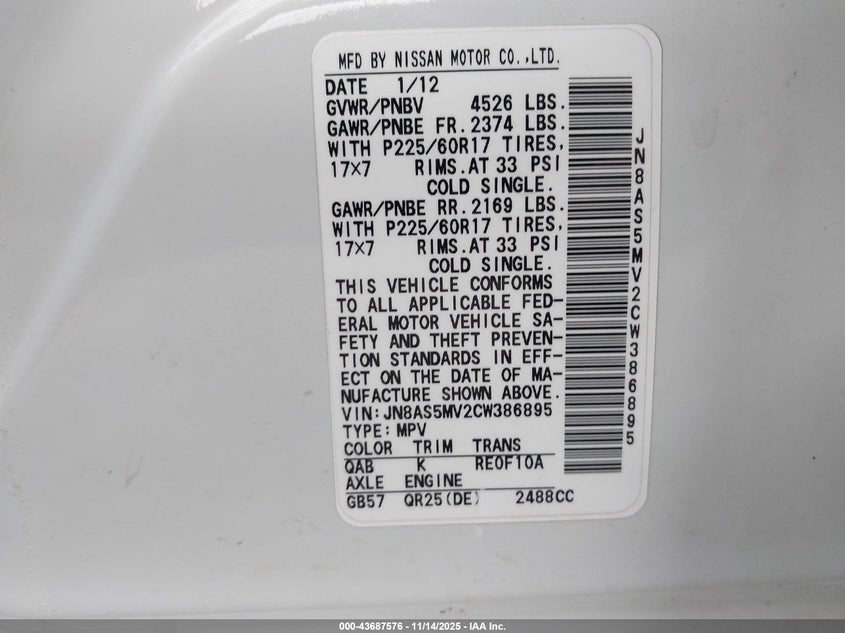 MFD BY NISSAN MOTOR CO.,LTD.
DATE 1/12
GVWR/PNBV 4526 LBS.
GAWR/PNBE FR. 2374 LBS.
WITH P225/60R17 TIRES,
17×7 RIMS. AT 33 PSI
COLD SINGLE.
GAWR/PNBE RR. 2169 LBS.
WITH P225/60R17 TIRES,
17×7 RIMS. AT 33 PSI
COLD SINGLE.
THIS VEHICLE CONFORMS
TO ALL APPLICABLE FED-
ERAL MOTOR VEHICLE SA-
FETY AND THEFT PREVEN-
TION STANDARDS IN EFF-
ECT ON THE DATE OF MA-
NUFACTURE SHOWN ABOVE.
VIN: JN8AS5MV2CW386895
TYPE: MPV
COLOR TRIM TRANS
QAB K RE0F10A
AXLE ENGINE
GB57 QR25(DE) 2488CC
JN8AS5MV2CW386895
000-43687576 - 11/14/2025 - IAA Inc.